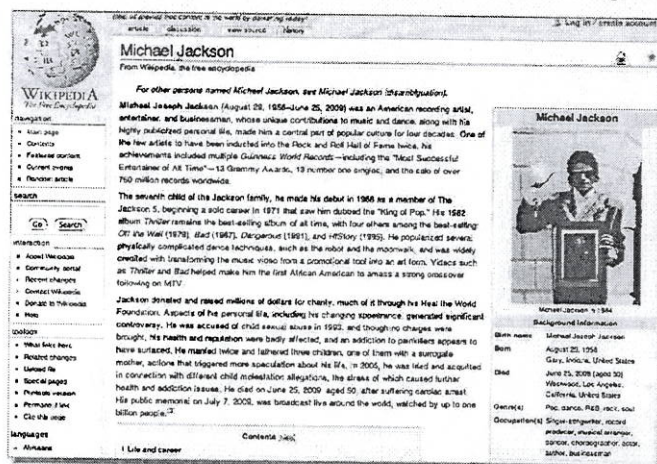 article discussion view source history
Log in / create account
Michael Jackson
From Wikipedia, the free encyclopedia
For other persons named Michael Jackson, see Michael Jackson (disambiguation).
Michael Joseph Jackson (August 29, 1958–June 25, 2009) was an American recording artist,
entertainer, and businessman, whose unique contributions to music and dance, along with his
highly publicized personal life, made him a central part of popular culture for four decades. One of
the few artists to have been inducted into the Rock and Roll Hall of Fame twice, his
achievements included multiple Guinness World Records—including the "Most Successful
Entertainer of All Time"—13 Grammy Awards, 13 number one singles, and the sale of over
750 million records worldwide.
The seventh child of the Jackson family, he made his debut in 1968 as a member of The
Jackson 5, beginning a solo career in 1971 that saw him dubbed the "King of Pop." His 1982
album Thriller remains the best-selling album of all time, with four others among the best-selling:
Off the Wall (1979), Bad (1987), Dangerous (1991), and HIStory (1995). He popularized several
physically complicated dance techniques, such as the robot and the moonwalk, and was widely
credited with transforming the music video from a promotional tool into an art form. Videos such
as Thriller and Bad helped make him the first African American to amass a strong crossover
following on MTV.
Jackson donated and raised millions of dollars for charity, much of it through his Heal the World
Foundation. Aspects of his personal life, including his changing appearance, generated significant
controversy. He was accused of child sexual abuse in 1993, and though no charges were
brought, his health and reputation were badly affected, and an addiction to painkillers appears to
have surfaced. He married twice and fathered three children, one of them with a surrogate
mother, actions that triggered more speculation about his life. In 2005, he was tried and acquitted
in connection with different child molestation allegations, the stress of which caused further
health and addiction issues. He died on June 25, 2009 aged 50, after suffering cardiac arrest.
His public memorial on July 7, 2009, was broadcast live around the world, watched by up to one
billion people.[3]
Contents [hide]
1 Life and career
WIKIPEDIA
The Free Encyclopedia
navigation
Main page
Contents
Featured content
Current events
Random article
search
Go Search
interaction
About Wikipedia
Community portal
Recent changes
Contact Wikipedia
Donate to Wikipedia
Help
toolbox
What links here
Related changes
Upload file
Special pages
Printable version
Permanent link
Cite this page
languages
Michael Jackson
Michael Jackson in 1984
Background information
Birth name Michael Joseph Jackson
Born August 29, 1958
Gary, Indiana, United States
Died June 25, 2009 (aged 50)
Westwood, Los Angeles,
California, United States
Genre(s) Pop, dance, R&B, rock, soul
Occupation(s) Singer-songwriter, record
producer, musical arranger,
dancer, choreographer, actor,
author, businessman